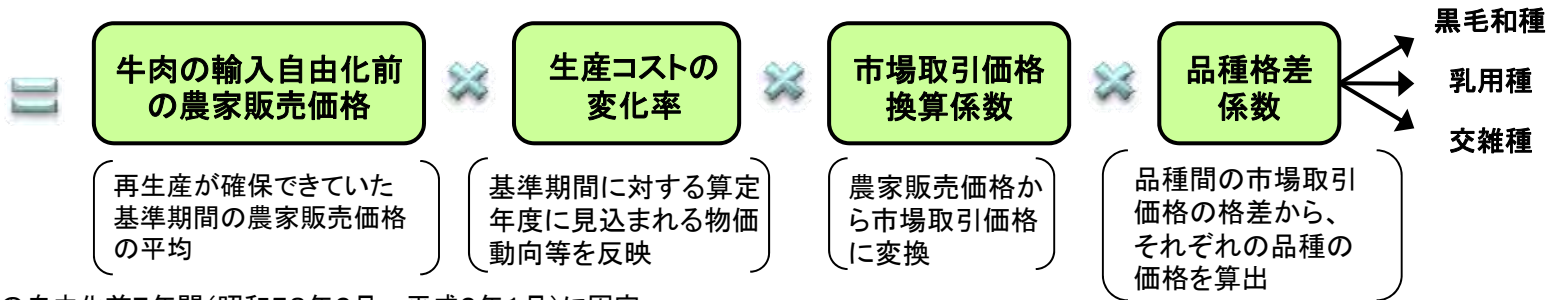 牛肉の輸入自由化前
の農家販売価格
生産コストの
変化率
市場取引価格
換算係数
品種格差
係数
黒毛和種
乳用種
交雑種
再生産が確保できていた
基準期間の農家販売価格
の平均
基準期間に対する算定
年度に見込まれる物価
動向等を反映
農家販売価格か
ら市場取引価格
に変換
品種間の市場取引
価格の格差から、
それぞれの品種の
価格を算出